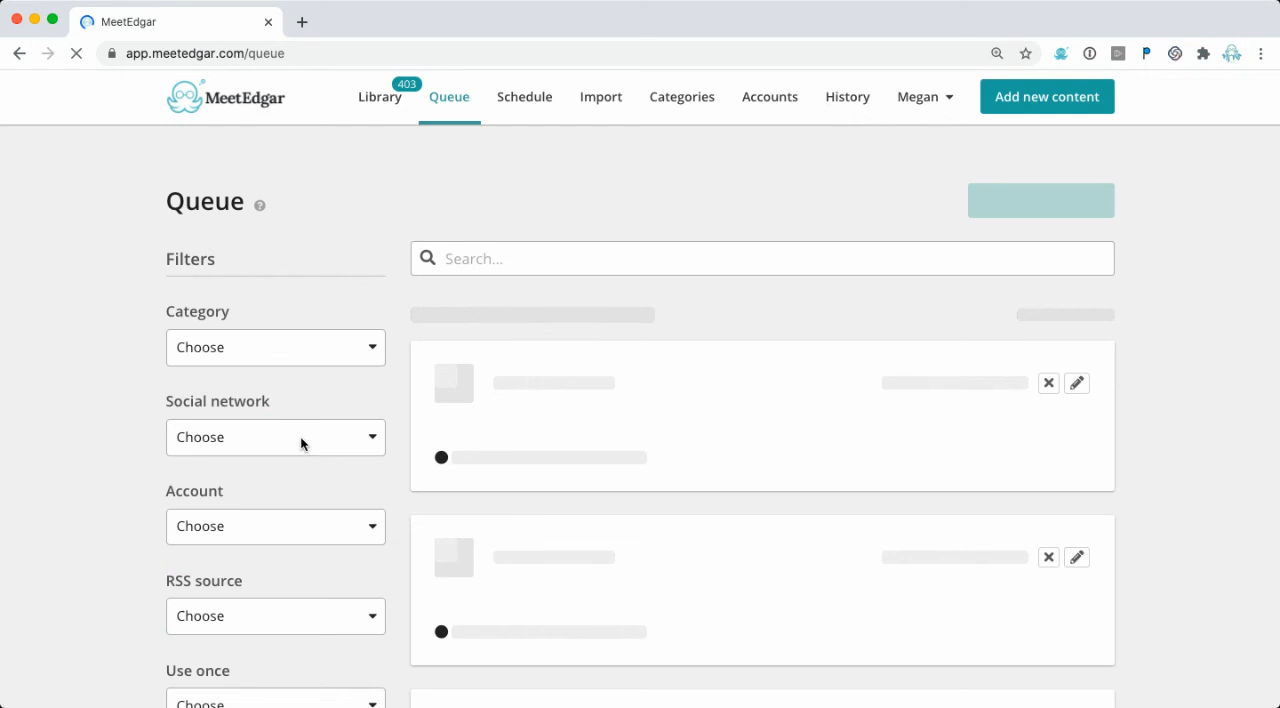 MeetEdgar
app.meetedgar.com/queue
MeetEdgar
Library
403
Queue
Schedule
Import
Categories
Accounts
History
Megan
Add new content
Queue
Filters
Search...
Category
Choose
Social network
Choose
Account
Choose
RSS source
Choose
Use once
Choose